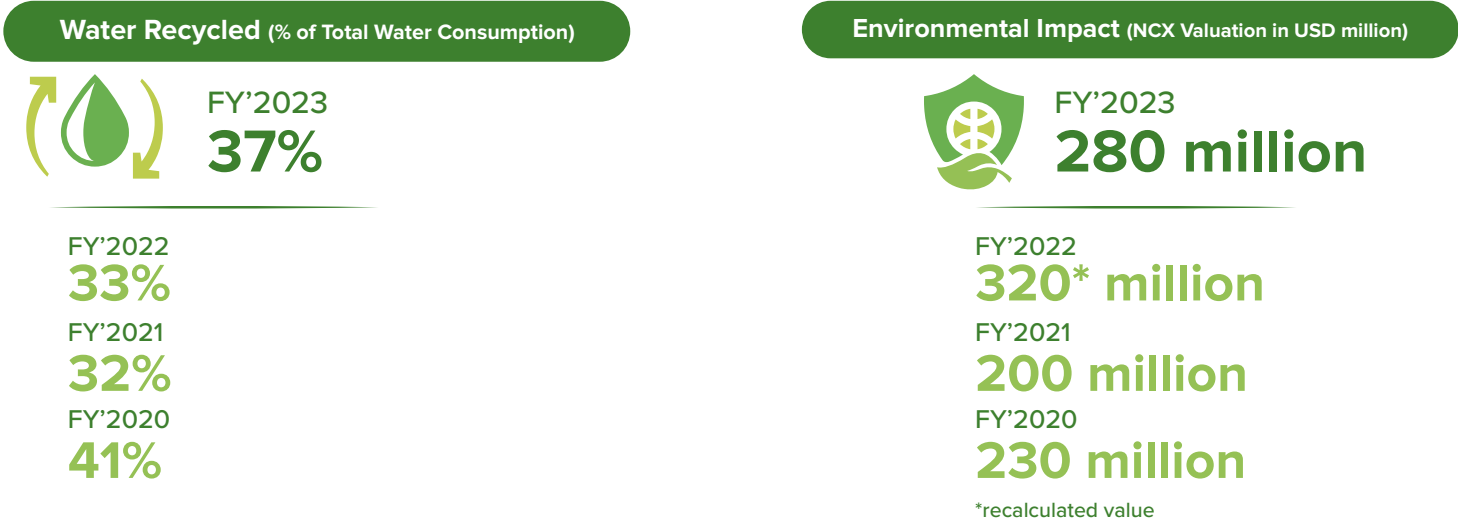 Water Recycled (% of Total Water Consumption)
FY’2023
37%
FY’2022
33%
FY’2021
32%
FY’2020
41%
Environmental Impact (NCX Valuation in USD million)
FY’2023
280 million
FY’2022
320* million
FY’2021
200 million
FY’2020
230 million
*recalculated value